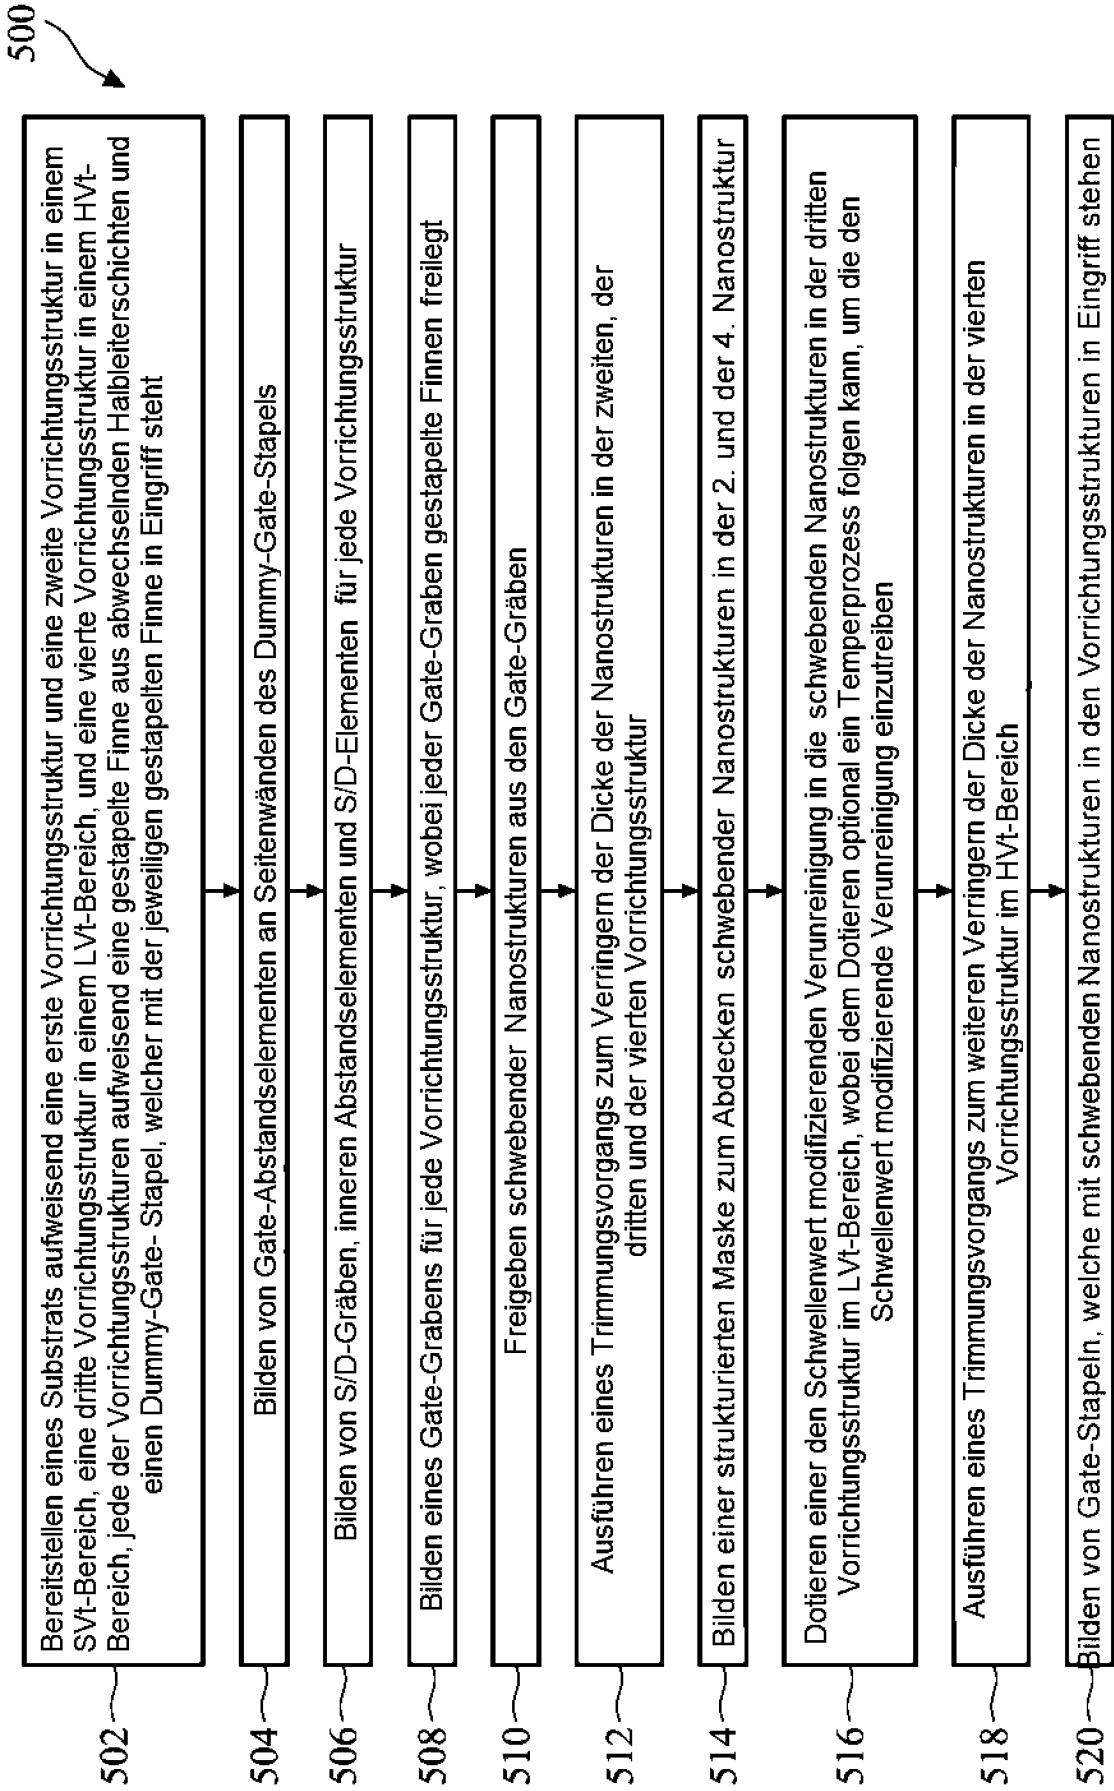 500
502
Bereitstellen eines Substrats aufweisend eine erste Vorrichtungsstruktur und eine zweite Vorrichtungsstruktur in einem
SVt-Bereich, eine dritte Vorrichtungsstruktur in einem LVt-Bereich, und eine vierte Vorrichtungsstruktur in einem HVt-
Bereich, jede der Vorrichtungsstrukturen aufweisend eine gestapelte Finne aus abwechselnden Halbleiterschichten und
einen Dummy-Gate- Stapel, welcher mit der jeweiligen gestapelten Finne in Eingriff steht
504
Bilden von Gate-Abstandselementen an Seitenwänden des Dummy-Gate-Stapels
506
Bilden von S/D-Gräben, inneren Abstandselementen und S/D-Elementen für jede Vorrichtungsstruktur
508
Bilden eines Gate-Grabens für jede Vorrichtungsstruktur, wobei jeder Gate-Graben gestapelte Finnen freilegt
510
Freigeben schwebender Nanostrukturen aus den Gate-Gräben
512
Ausführen eines Trimmungsvorgangs zum Verringern der Dicke der Nanostrukturen in der zweiten, der
dritten und der vierten Vorrichtungsstruktur
514
Bilden einer strukturierten Maske zum Abdecken schwebender Nanostrukturen in der 2. und der 4. Nanostruktur
516
Dotieren einer den Schwellenwert modifizierenden Verunreinigung in die schwebenden Nanostrukturen in der dritten
Vorrichtungsstruktur im LVt-Bereich, wobei dem Dotieren optional ein Temperprozess folgen kann, um die den
Schwellenwert modifizierende Verunreinigung einzutreiben
518
Ausführen eines Trimmungsvorgangs zum weiteren Verringern der Dicke der Nanostrukturen in der vierten
Vorrichtungsstruktur im HVt-Bereich
520
Bilden von Gate-Stapeln, welche mit schwebenden Nanostrukturen in den Vorrichtungsstrukturen in Eingriff stehen